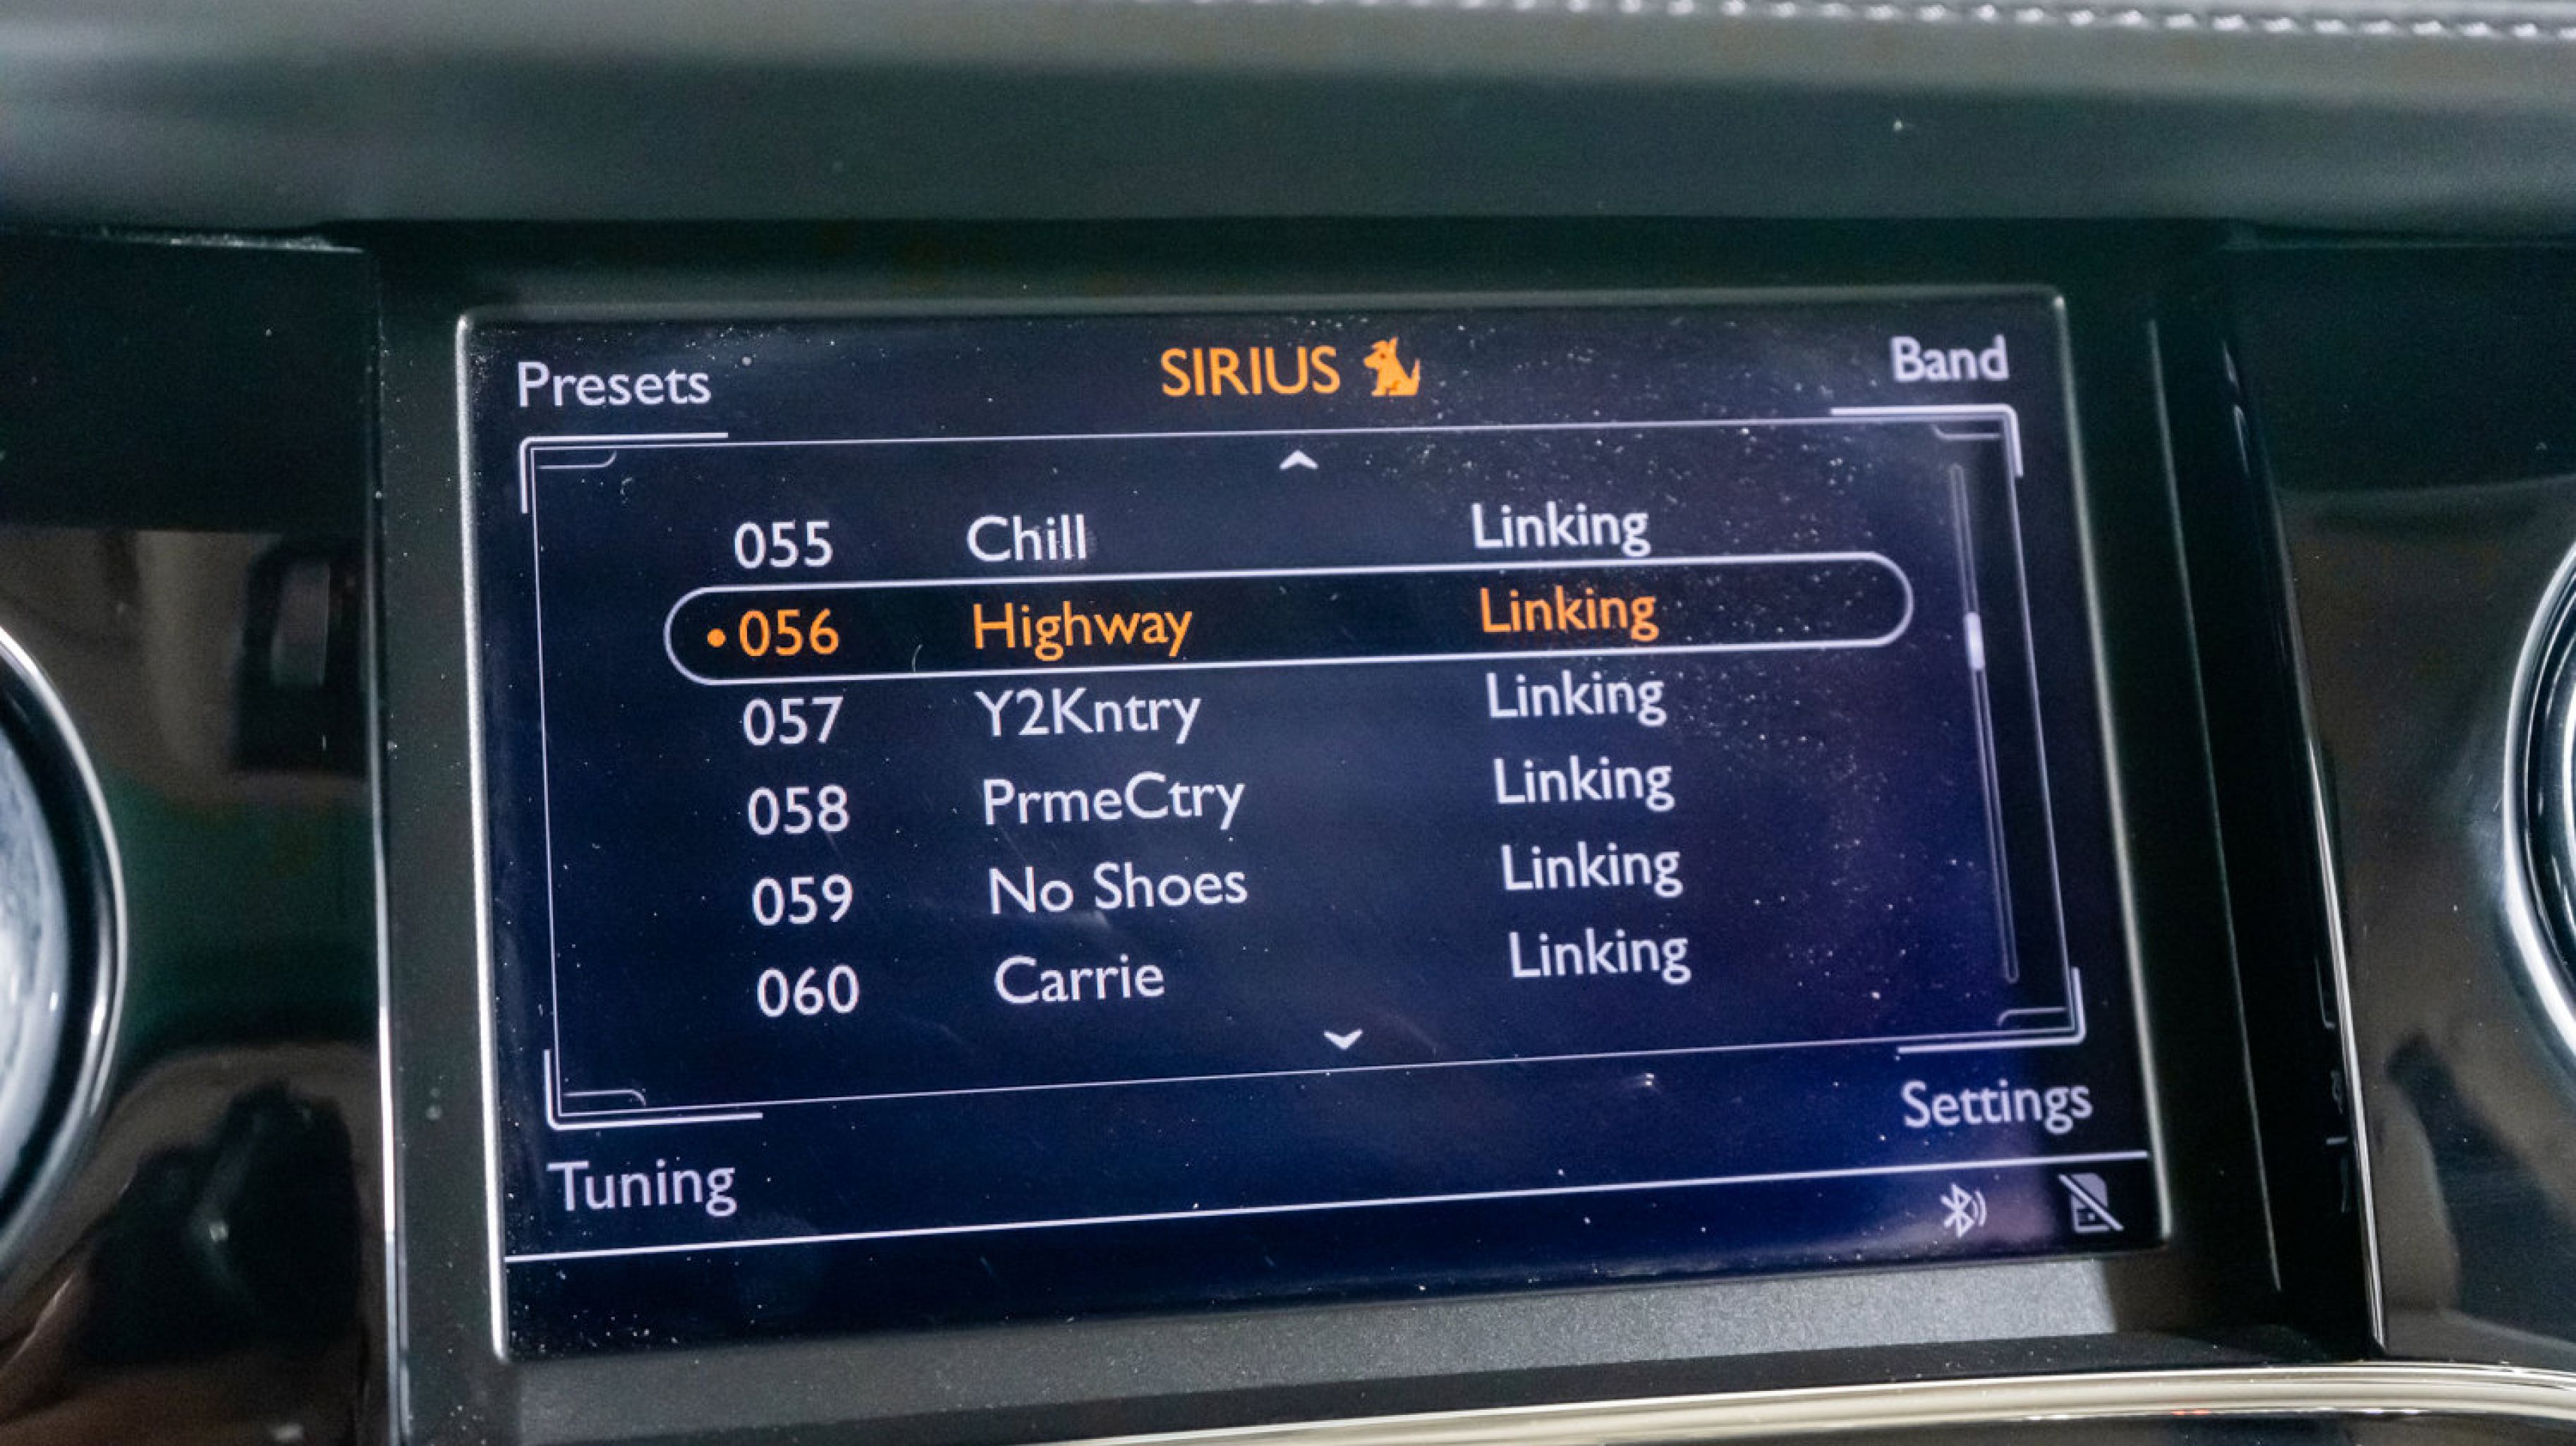 Presets SIRIUS Band
055 Chill Linking
056 Highway Linking
057 Y2Kntry Linking
058 PrmeCtry Linking
059 No Shoes Linking
060 Carrie Linking
Tuning Settings